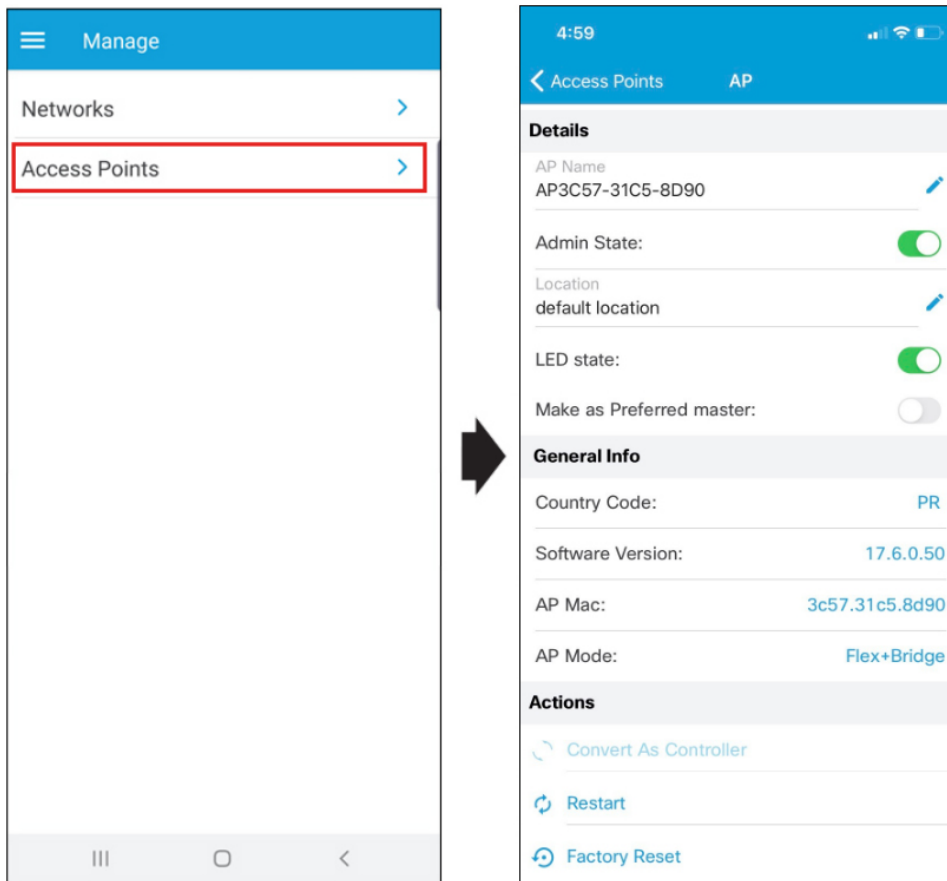 Manage
Networks
Access Points
4:59
Access Points AP
Details
AP Name
AP3C57-31C5-8D90
Admin State:
Location
default location
LED state:
Make as Preferred master:
General Info
Country Code: PR
Software Version: 17.6.0.50
AP Mac: 3c57.31c5.8d90
AP Mode: Flex+Bridge
Actions
Convert As Controller
Restart
Factory Reset